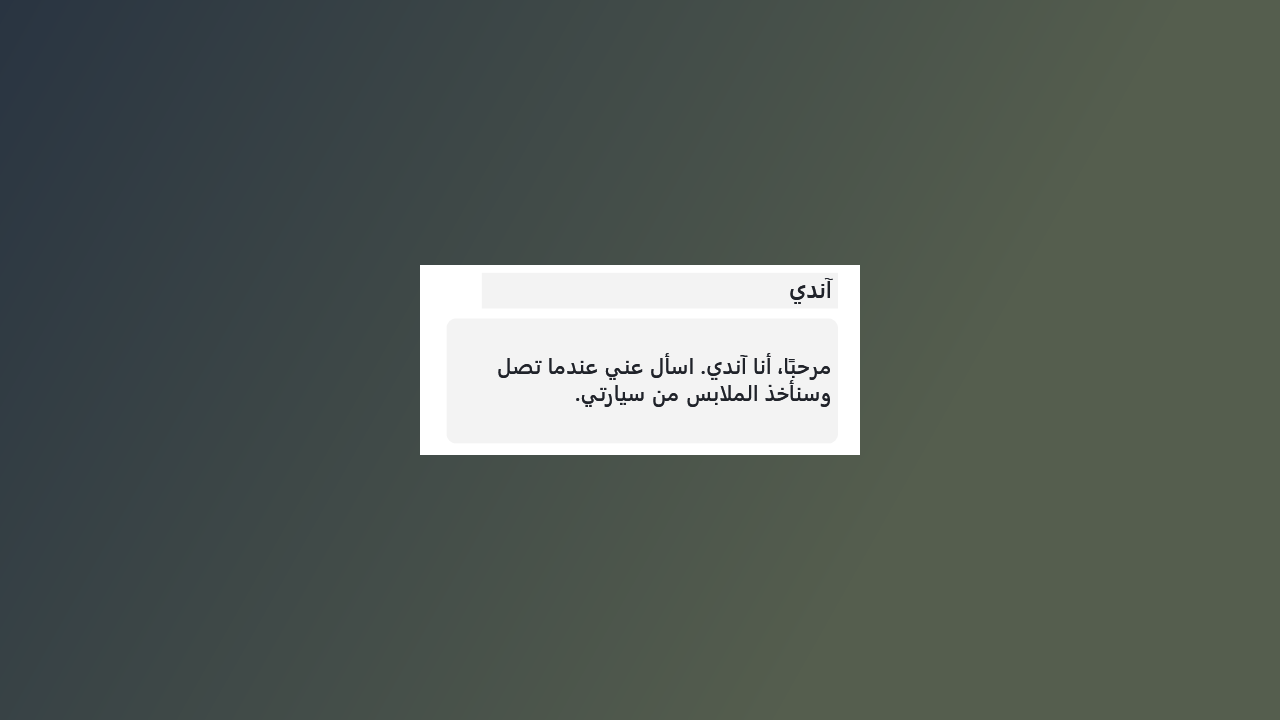 آندي
مرحبًا، أنا آندي. اسأل عني عندما تصل
وسنأخذ الملابس من سيارتي.